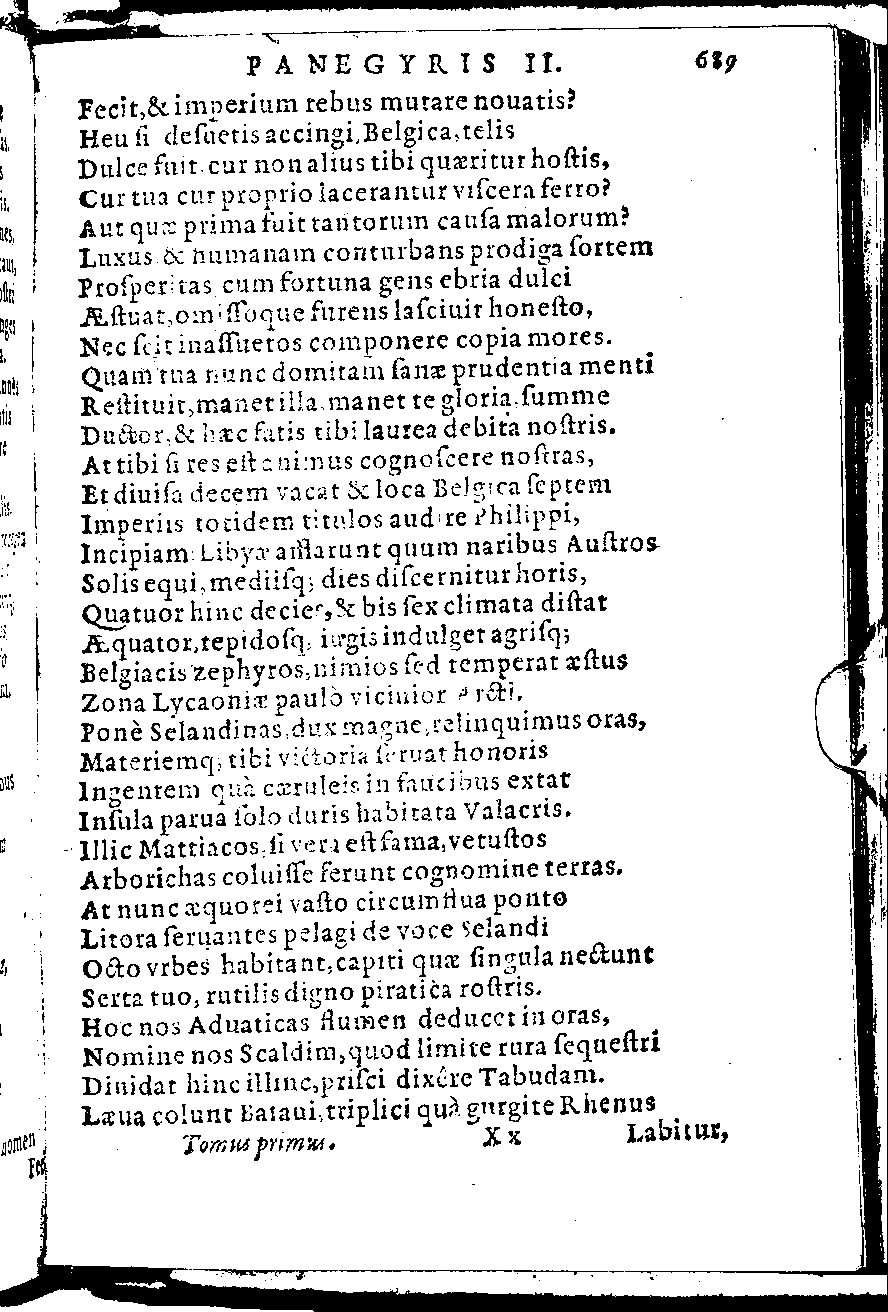 PANEGYRIS II. 689
Fecit,& imperium rebus mutare nouatis?
Heu ſi deſuetis accingi, Belgica, telis
Dulce fuit. cur non alius tibi quæritur hoſtis,
Cur tua cur proprio lacerantur viſcera ferro?
Aut quæ prima fuit tantorum cauſa malorum?
Luxus & humanam conturbans prodiga ſortem
Proſperitas cum fortuna gens ebria dulci
Æſtuat, omiſſoque furens laſciuit honeſto,
Nec ſcit inaſſuetos componere copia mores.
Quam tua nunc domitam ſanæ prudentia menti
Reſtituit, manet illa. manet te gloria. ſumme
Ductor, & hæc fatis tibi laurea debita noſtris.
At tibi ſi res eſt animus cognoſcere noſtras,
Et diuiſa decem vacat & loca Belgica ſeptem
Imperiis totidem titulos audire Philippi,
Incipiam: Libyæ afflarunt quum naribus Auſtros
Solis equi, mediiſq; dies diſcernitur horis,
Quatuor hinc decies, & bis ſex climata diſtat
Æquator, tepidoſq; iugis indulget agriſq;
Belgiacis zephyros, nimios ſed temperat æſtus
Zona Lycaoniæ paulò vicinior Arcti.
Ponè Selandinas, dux magne, relinquimus oras,
Materiemq; tibi victoria ſeruat honoris
Ingentem quà cæruleis in faucibus extat
Inſula parua ſolo duris habitata Valacris.
Illic Mattiacos, ſi vera eſt fama, vetuſtos
Arborichas coluiſſe ferunt cognomine terras.
At nunc æquorei vaſto circumflua ponto
Litora ſeruantes pelagi de voce Selandi
Octo vrbes habitant, capiti quæ ſingula nectunt
Serta tuo, rutilis digno piratica roſtris.
Hoc nos Aduaticas flumen deducet in oras,
Nomine nos Scaldim, quod limite rura ſequeſtri
Diuidat hinc illinc, priſci dixêre Tabudam.
Læua colunt Bataui, triplici quà gurgite Rhenus
Tomus primus. Xx Labitur,